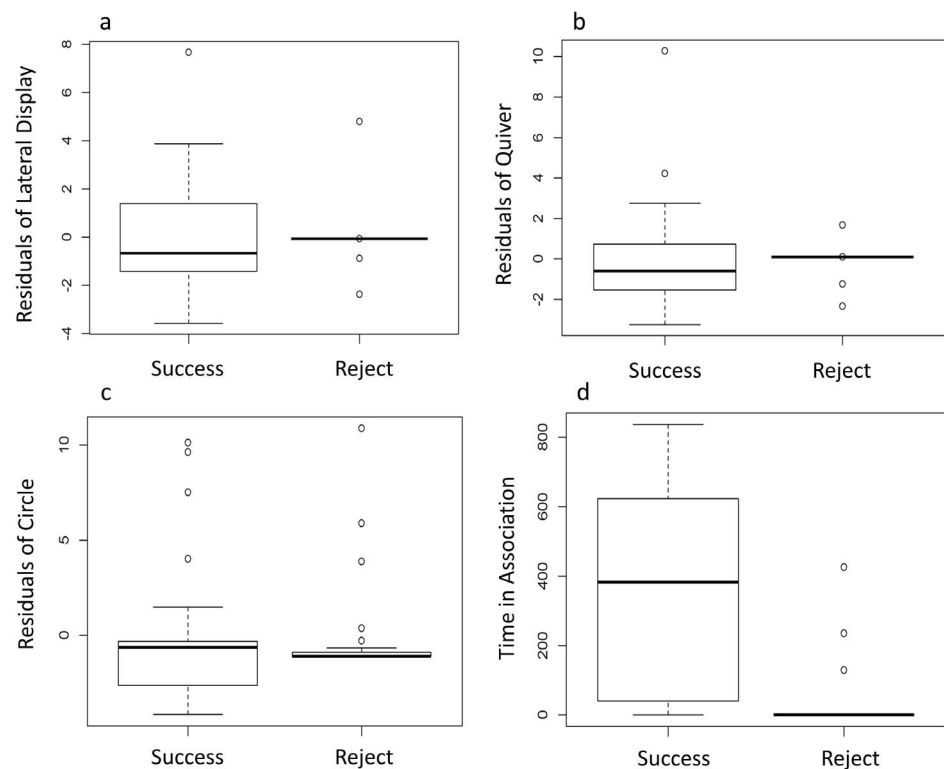 a
Residuals of Lateral Display
8
6
4
2
0
-2
-4
Success
Reject
b
Residuals of Quiver
10
8
6
4
2
0
-2
Success
Reject
c
Residuals of Circle
10
5
0
Success
Reject
d
Time in Association
800
600
400
200
0
Success
Reject